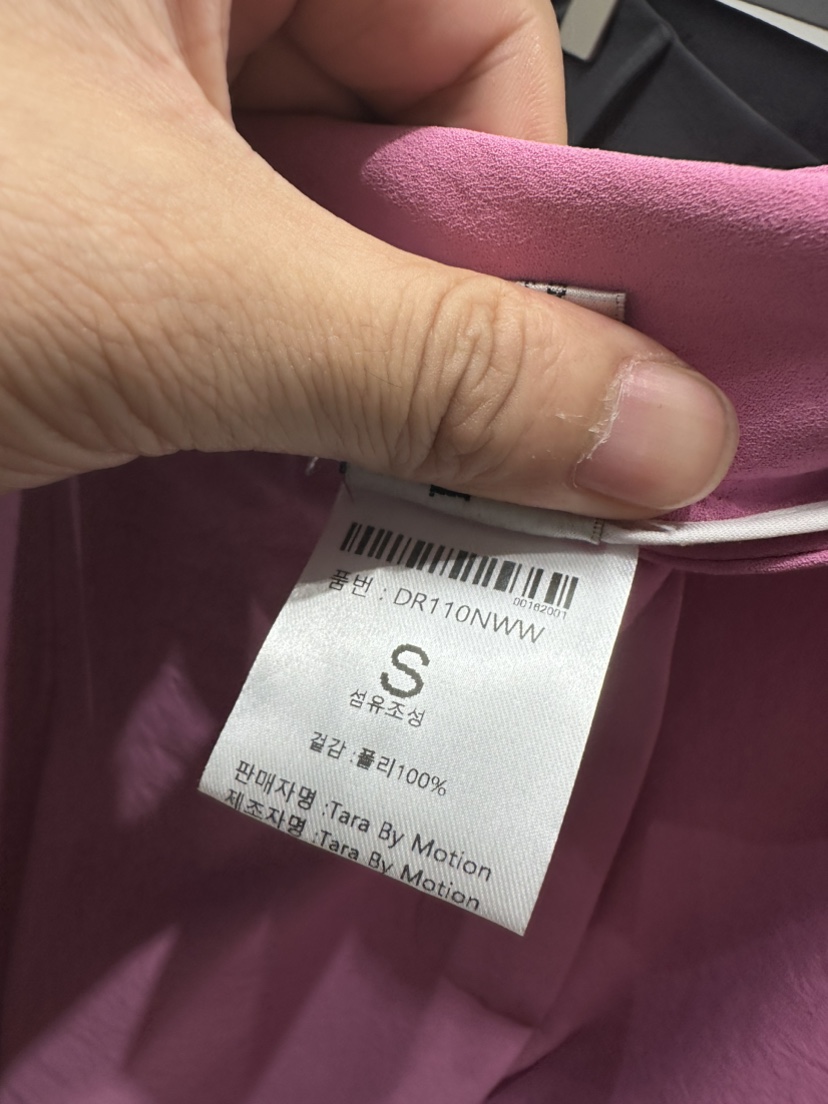 00162001
품번 : DR110NWW
S
섬유조성
겉감 :폴리100%
판매자명 :Tara By Motion
제조자명 :Tara By Motion